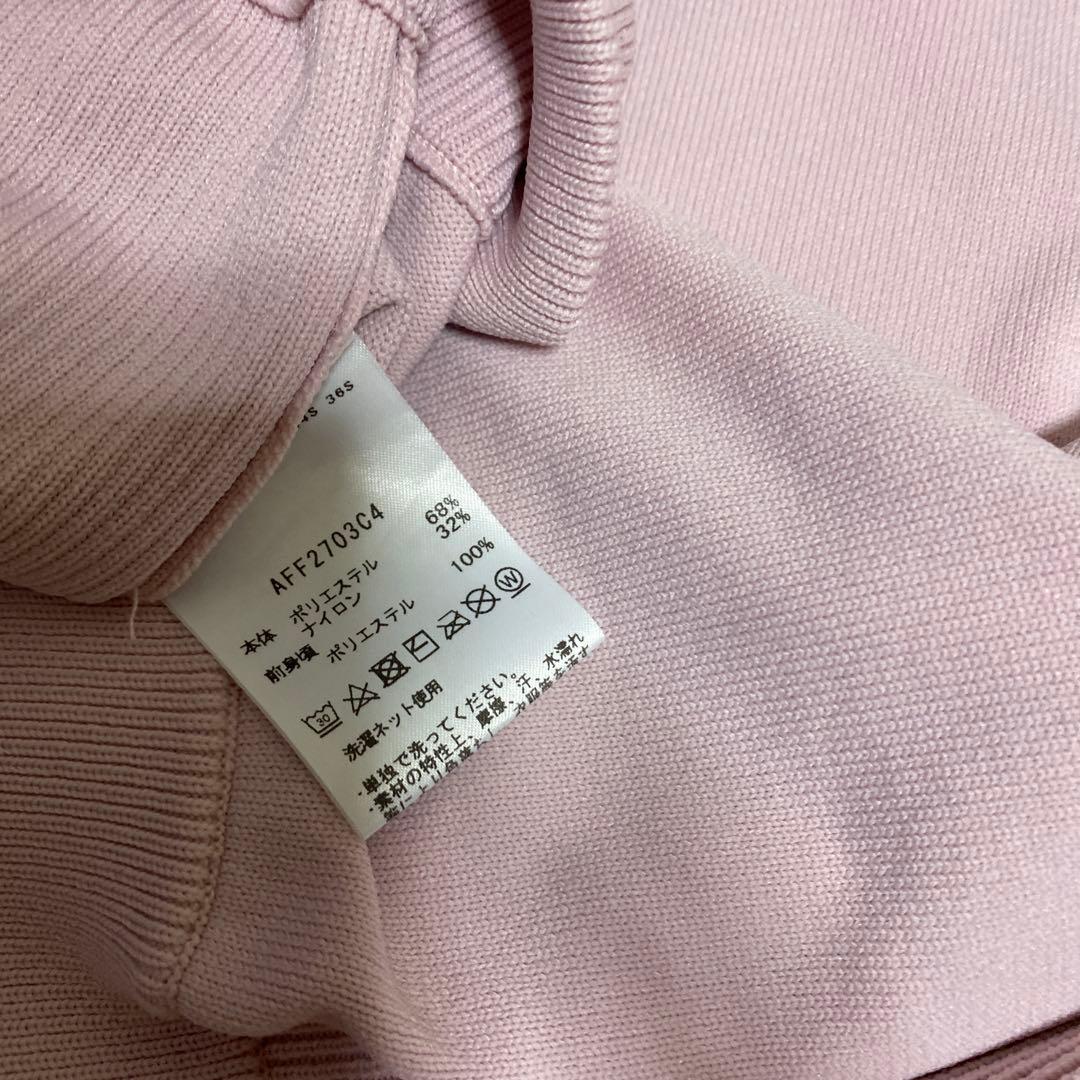 36S
AFF2703C4
本体 ポリエステル 68%
ナイロン 32%
前身頃 ポリエステル 100%
30 W
洗濯ネット使用
・単独で洗ってください。 水濡れ
・素材の特性上、摩擦、汗、